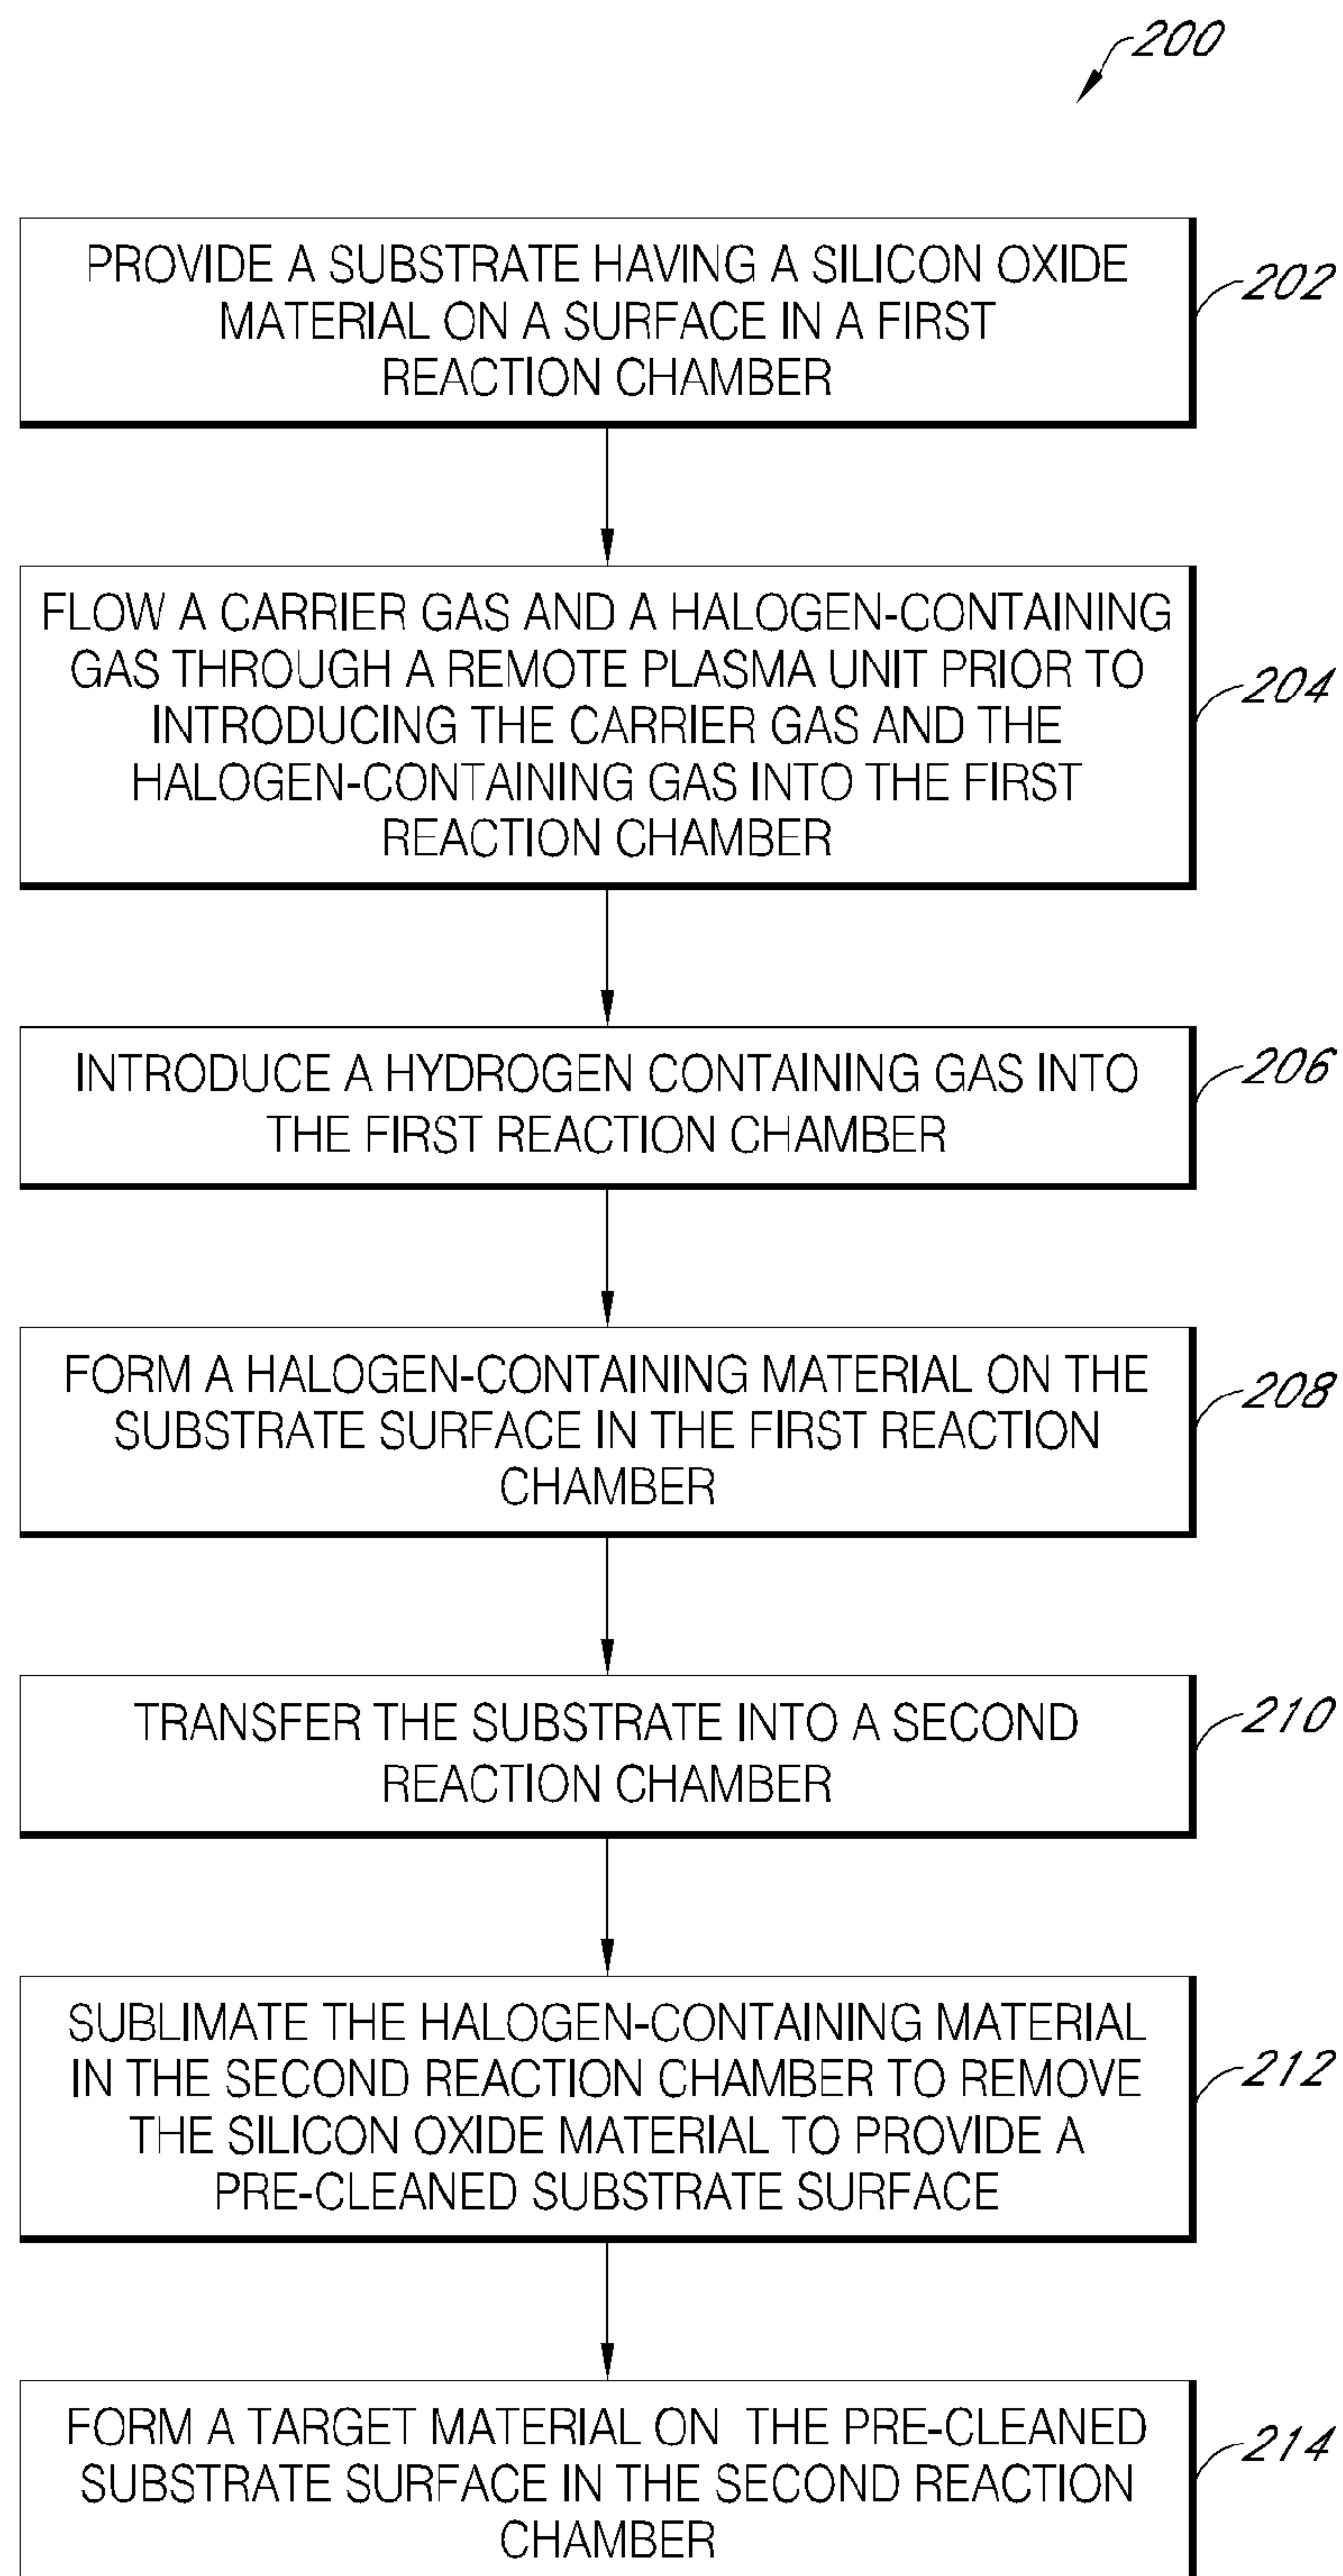 200
PROVIDE A SUBSTRATE HAVING A SILICON OXIDE
MATERIAL ON A SURFACE IN A FIRST
REACTION CHAMBER
202
FLOW A CARRIER GAS AND A HALOGEN-CONTAINING
GAS THROUGH A REMOTE PLASMA UNIT PRIOR TO
INTRODUCING THE CARRIER GAS AND THE
HALOGEN-CONTAINING GAS INTO THE FIRST
REACTION CHAMBER
204
INTRODUCE A HYDROGEN CONTAINING GAS INTO
THE FIRST REACTION CHAMBER
206
FORM A HALOGEN-CONTAINING MATERIAL ON THE
SUBSTRATE SURFACE IN THE FIRST REACTION
CHAMBER
208
TRANSFER THE SUBSTRATE INTO A SECOND
REACTION CHAMBER
210
SUBLIMATE THE HALOGEN-CONTAINING MATERIAL
IN THE SECOND REACTION CHAMBER TO REMOVE
THE SILICON OXIDE MATERIAL TO PROVIDE A
PRE-CLEANED SUBSTRATE SURFACE
212
FORM A TARGET MATERIAL ON THE PRE-CLEANED
SUBSTRATE SURFACE IN THE SECOND REACTION
CHAMBER
214